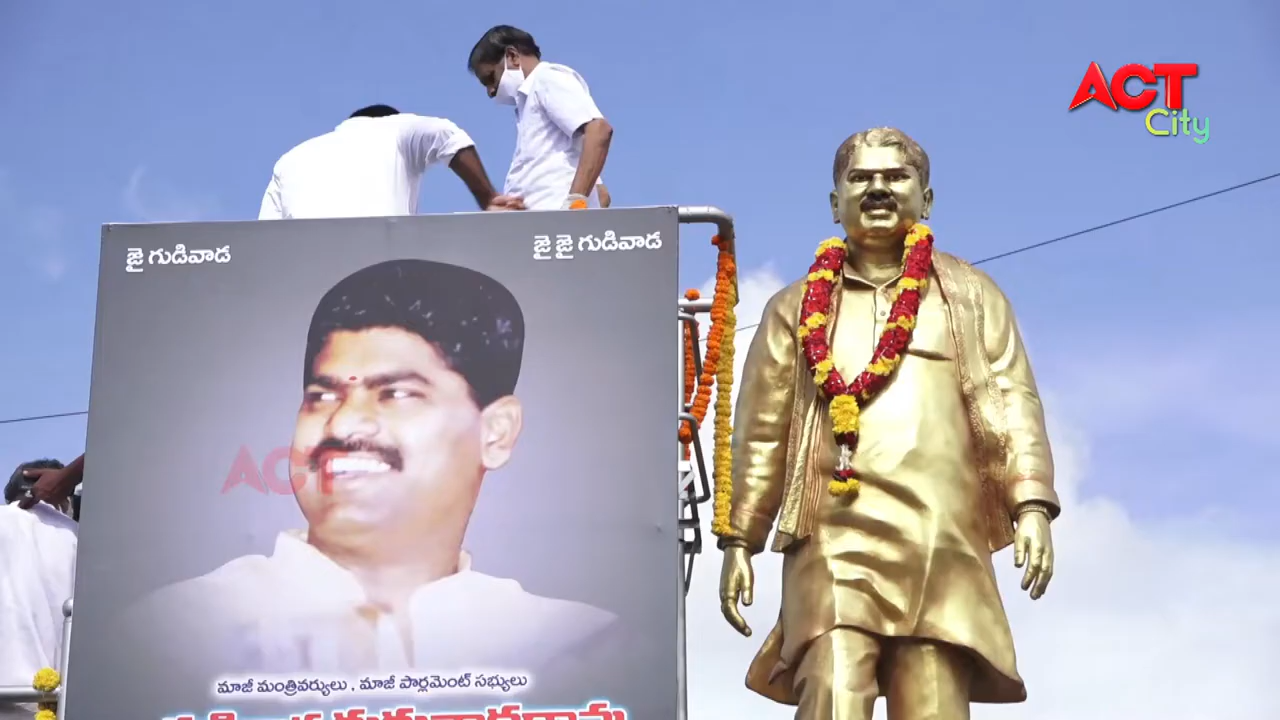 ACT
City
జై గుడివాడ
జై జై గుడివాడ
ACT
మాజీ మంత్రివర్యులు , మాజీ పార్లమెంట్ సభ్యులు